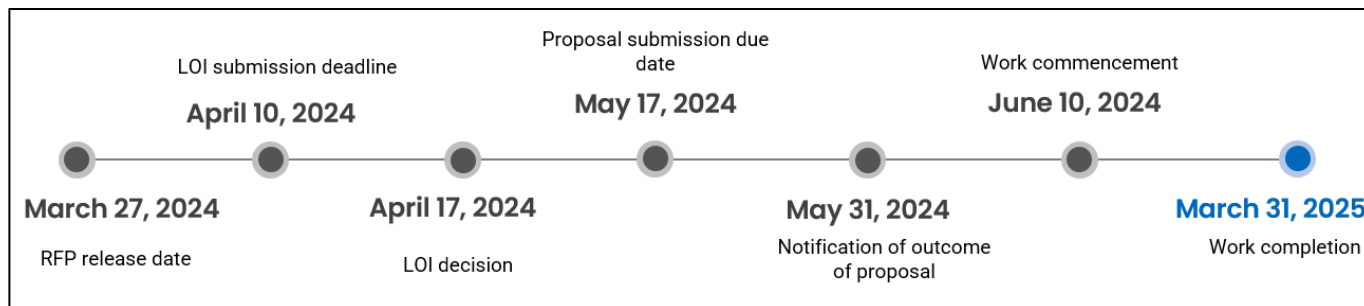 RFP release date
March 27, 2024
LOI submission deadline
April 10, 2024
April 17, 2024
LOI decision
Proposal submission due
date
May 17, 2024
May 31, 2024
Notification of outcome
of proposal
Work commencement
June 10, 2024
March 31, 2025
Work completion